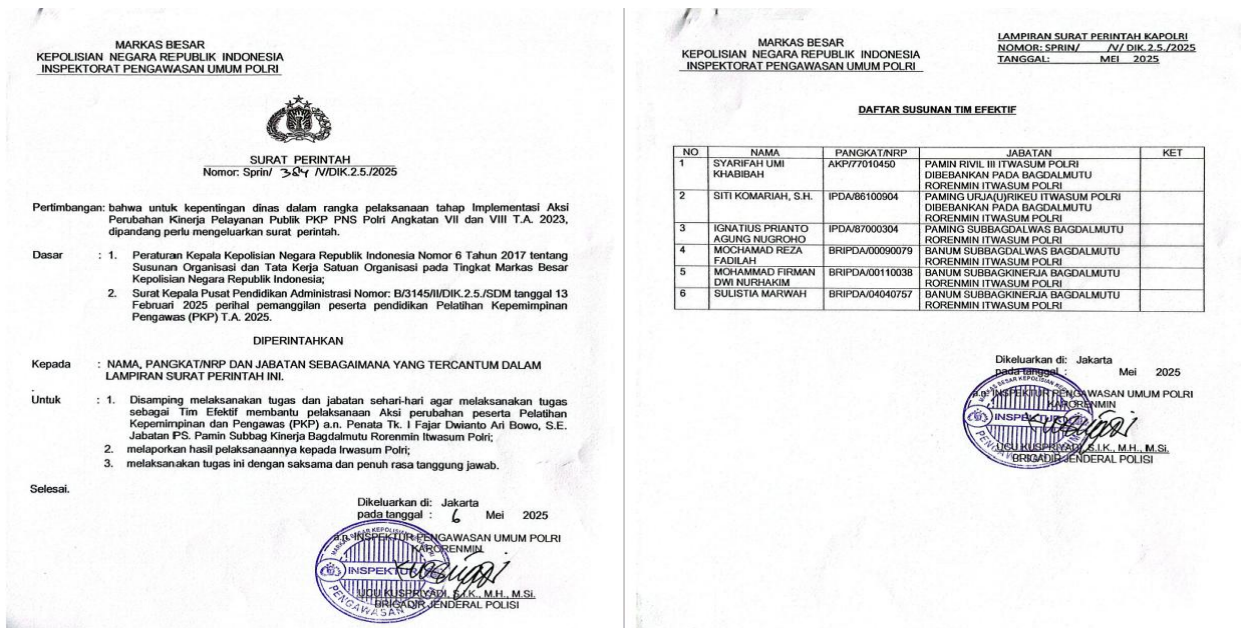 MARKAS BESAR
KEPOLISIAN NEGARA REPUBLIK INDONESIA
INSPEKTORAT PENGAWASAN UMUM POLRI
SURAT PERINTAH
Nomor: Sprin/ 384 /V/DIK.2.5./2025
Pertimbangan: bahwa untuk kepentingan dinas dalam rangka pelaksanaan tahap Implementasi Aksi
Perubahan Kinerja Pelayanan Publik PKP PNS Polri Angkatan VII dan VIII T.A. 2023,
dipandang perlu mengeluarkan surat perintah.
Dasar : 1. Peraturan Kepala Kepolisian Negara Republik Indonesia Nomor 6 Tahun 2017 tentang
Susunan Organisasi dan Tata Kerja Satuan Organisasi pada Tingkat Markas Besar
Kepolisian Negara Republik Indonesia;
2. Surat Kepala Pusat Pendidikan Administrasi Nomor: B/3145/II/DIK.2.5./SDM tanggal 13
Februari 2025 perihal pemanggilan peserta pendidikan Pelatihan Kepemimpinan
Pengawas (PKP) T.A. 2025.
DIPERINTAHKAN
Kepada : NAMA, PANGKAT/NRP DAN JABATAN SEBAGAIMANA YANG TERCANTUM DALAM
LAMPIRAN SURAT PERINTAH INI.
Untuk : 1. Disamping melaksanakan tugas dan jabatan sehari-hari agar melaksanakan tugas
sebagai Tim Efektif membantu pelaksanaan Aksi perubahan peserta Pelatihan
Kepemimpinan dan Pengawas (PKP) a.n. Penata Tk. I Fajar Dwianto Ari Bowo, S.E.
Jabatan PS. Pamin Subbag Kinerja Bagdalmutu Rorenmin Itwasum Polri;
2. melaporkan hasil pelaksanaannya kepada Irwasum Polri;
3. melaksanakan tugas ini dengan saksama dan penuh rasa tanggung jawab.
Selesai.
Dikeluarkan di: Jakarta
pada tanggal : 6 Mei 2025
a.n. INSPEKTUR PENGAWASAN UMUM POLRI
KARORENMIN
INSPEKTUR
PENGAWASAN
UGU KUSPRIYADI, S.I.K., M.H., M.Si.
BRIGADIR JENDERAL POLISI
MARKAS BESAR
KEPOLISIAN NEGARA REPUBLIK INDONESIA
INSPEKTORAT PENGAWASAN UMUM POLRI
LAMPIRAN SURAT PERINTAH KAPOLRI
NOMOR: SPRIN/ /V/ DIK.2.5./2025
TANGGAL: MEI 2025
DAFTAR SUSUNAN TIM EFEKTIF
NO NAMA PANGKAT/NRP JABATAN KET
1 SYARIFAH UMI AKP/77010450 PAMIN RIVIL III ITWASUM POLRI
KHABIBAH DIBEBANKAN PADA BAGDALMUTU
RORENMIN ITWASUM POLRI
2 SITI KOMARIAH, S.H. IPDA/86100904 PAMING URJA(U)RIKEU ITWASUM POLRI
DIBEBANKAN PADA BAGDALMUTU
RORENMIN ITWASUM POLRI
3 IGNATIUS PRIANTO IPDA/87000304 PAMING SUBBAGDALWAS BAGDALMUTU
AGUNG NUGROHO RORENMIN ITWASUM POLRI
4 MOCHAMAD REZA BRIPDA/00090079 BANUM SUBBAGDALWAS BAGDALMUTU
FADILAH RORENMIN ITWASUM POLRI
5 MOHAMMAD FIRMAN BRIPDA/00110038 BANUM SUBBAGKINERJA BAGDALMUTU
DWI NURHAKIM RORENMIN ITWASUM POLRI
6 SULISTIA MARWAH BRIPDA/04040757 BANUM SUBBAGKINERJA BAGDALMUTU
RORENMIN ITWASUM POLRI
Dikeluarkan di: Jakarta
pada tanggal : Mei 2025
a.n. INSPEKTUR PENGAWASAN UMUM POLRI
KARORENMIN
UGU KUSPRIYADI, S.I.K., M.H., M.Si.
BRIGADIR JENDERAL POLISI